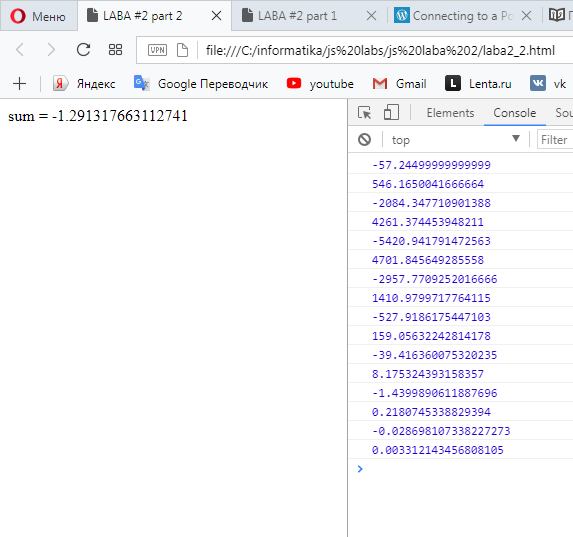 Меню
LABA #2 part 2
LABA #2 part 1
Connecting to a Po
VPN
file:///C:/informatika/js%20labs/js%20laba%202/laba2_2.html
Я Яндекс
Google Переводчик
youtube
Gmail
Lenta.ru
vk
sum = -1.291317663112741
Elements
Console
Sou
top
Filter
-57.24499999999999
546.1650041666664
-2084.347710901388
4261.374453948211
-5420.941791472563
4701.845649285558
-2957.7709252016666
1410.9799717764115
-527.9186175447103
159.05632242814178
-39.416360075320235
8.175324393158357
-1.4399890611887696
0.2180745338829394
-0.028698107338227273
0.003312143456808105